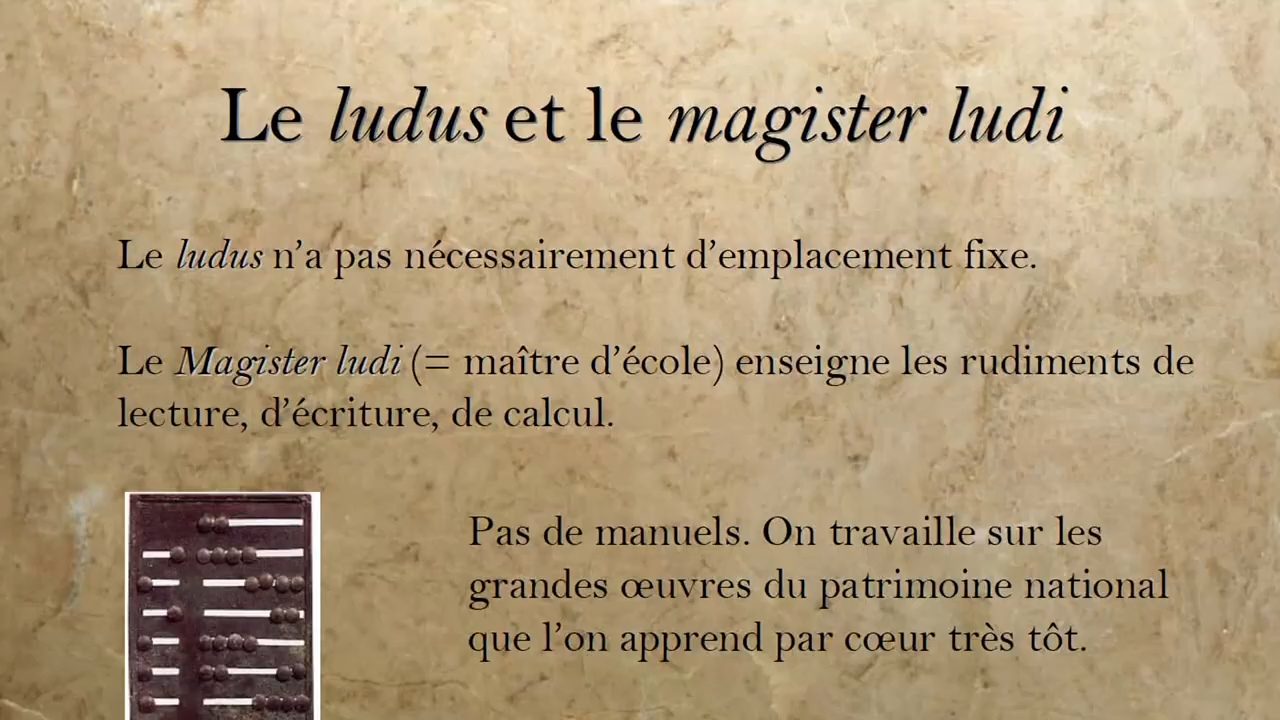 Le ludus et le magister ludi
Le ludus n’a pas nécessairement d’emplacement fixe.
Le Magister ludi (= maître d’école) enseigne les rudiments de
lecture, d’écriture, de calcul.
Pas de manuels. On travaille sur les
grandes œuvres du patrimoine national
que l’on apprend par cœur très tôt.